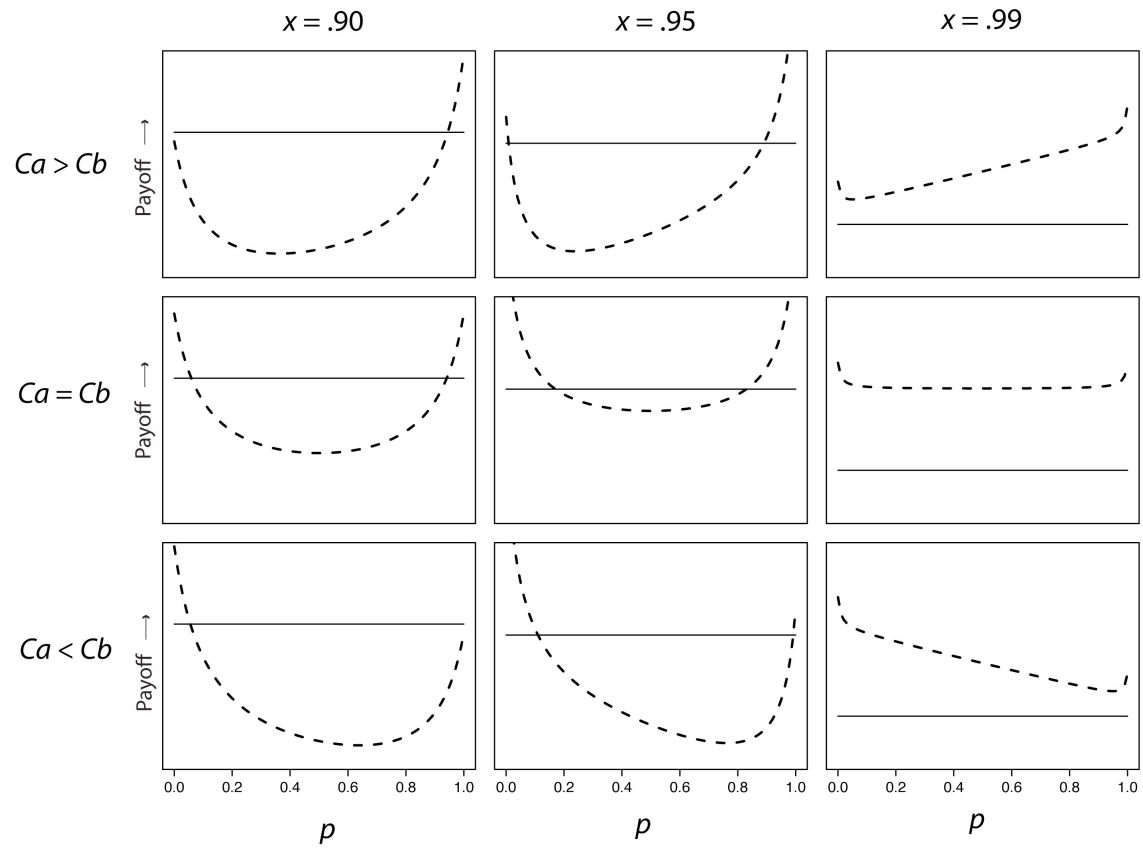 x = .90 x = .95 x = .99
Ca > Cb
Payoff →
Ca = Cb
Payoff →
Ca < Cb
Payoff →
0.0 0.2 0.4 0.6 0.8 1.0 0.0 0.2 0.4 0.6 0.8 1.0 0.0 0.2 0.4 0.6 0.8 1.0
p p p